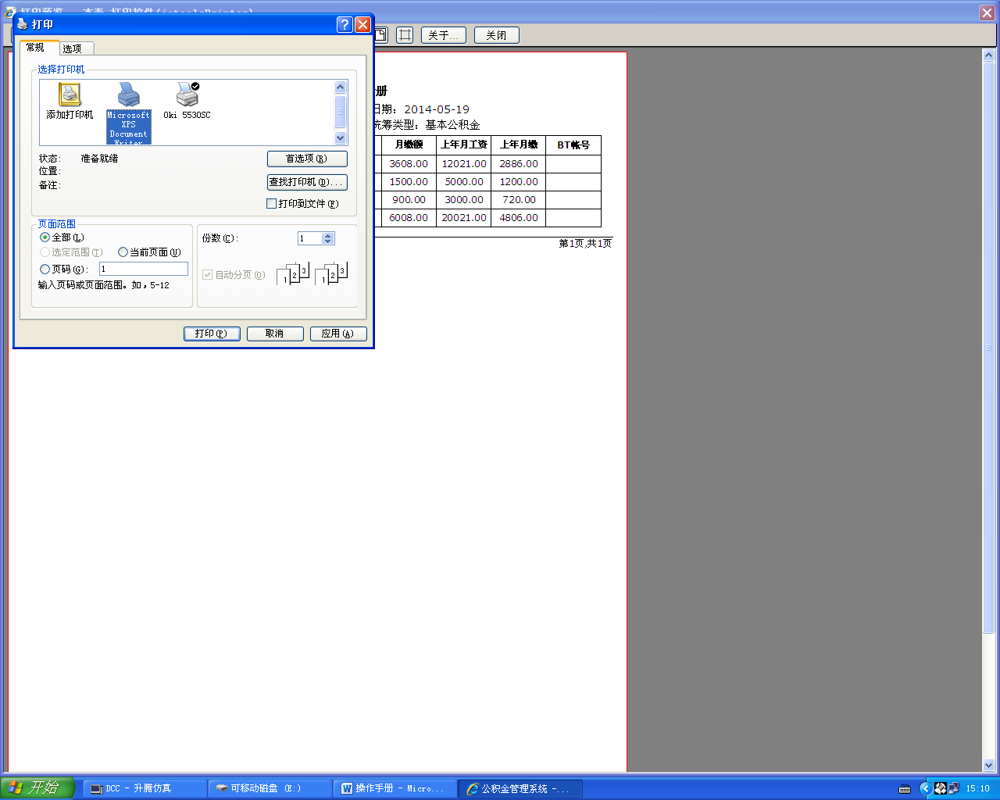 打印
关于...
关闭
常规
选项
选择打印机
添加打印机
Microsoft
XPS
Document
Writer
Oki 5530SC
状态: 准备就绪
位置:
备注:
首选项(R)
查找打印机(D)...
打印到文件(F)
页面范围
全部(L)
选定范围(T) 当前页面(U)
页码(G): 1
输入页码或页面范围。如，5-12
份数(C): 1
自动分页(O)
1 2 3 1 2 3
打印(P)
取消
应用(A)
册
日期: 2014-05-19
统筹类型: 基本公积金
月缴额 上年月工资 上年月缴 BT帐号
3608.00 12021.00 2886.00
1500.00 5000.00 1200.00
900.00 3000.00 720.00
6008.00 20021.00 4806.00
第1页,共1页
开始
DCC - 升腾仿真
可移动磁盘 (E:)
操作手册 - Micro...
公积金管理系统 -...
15:10